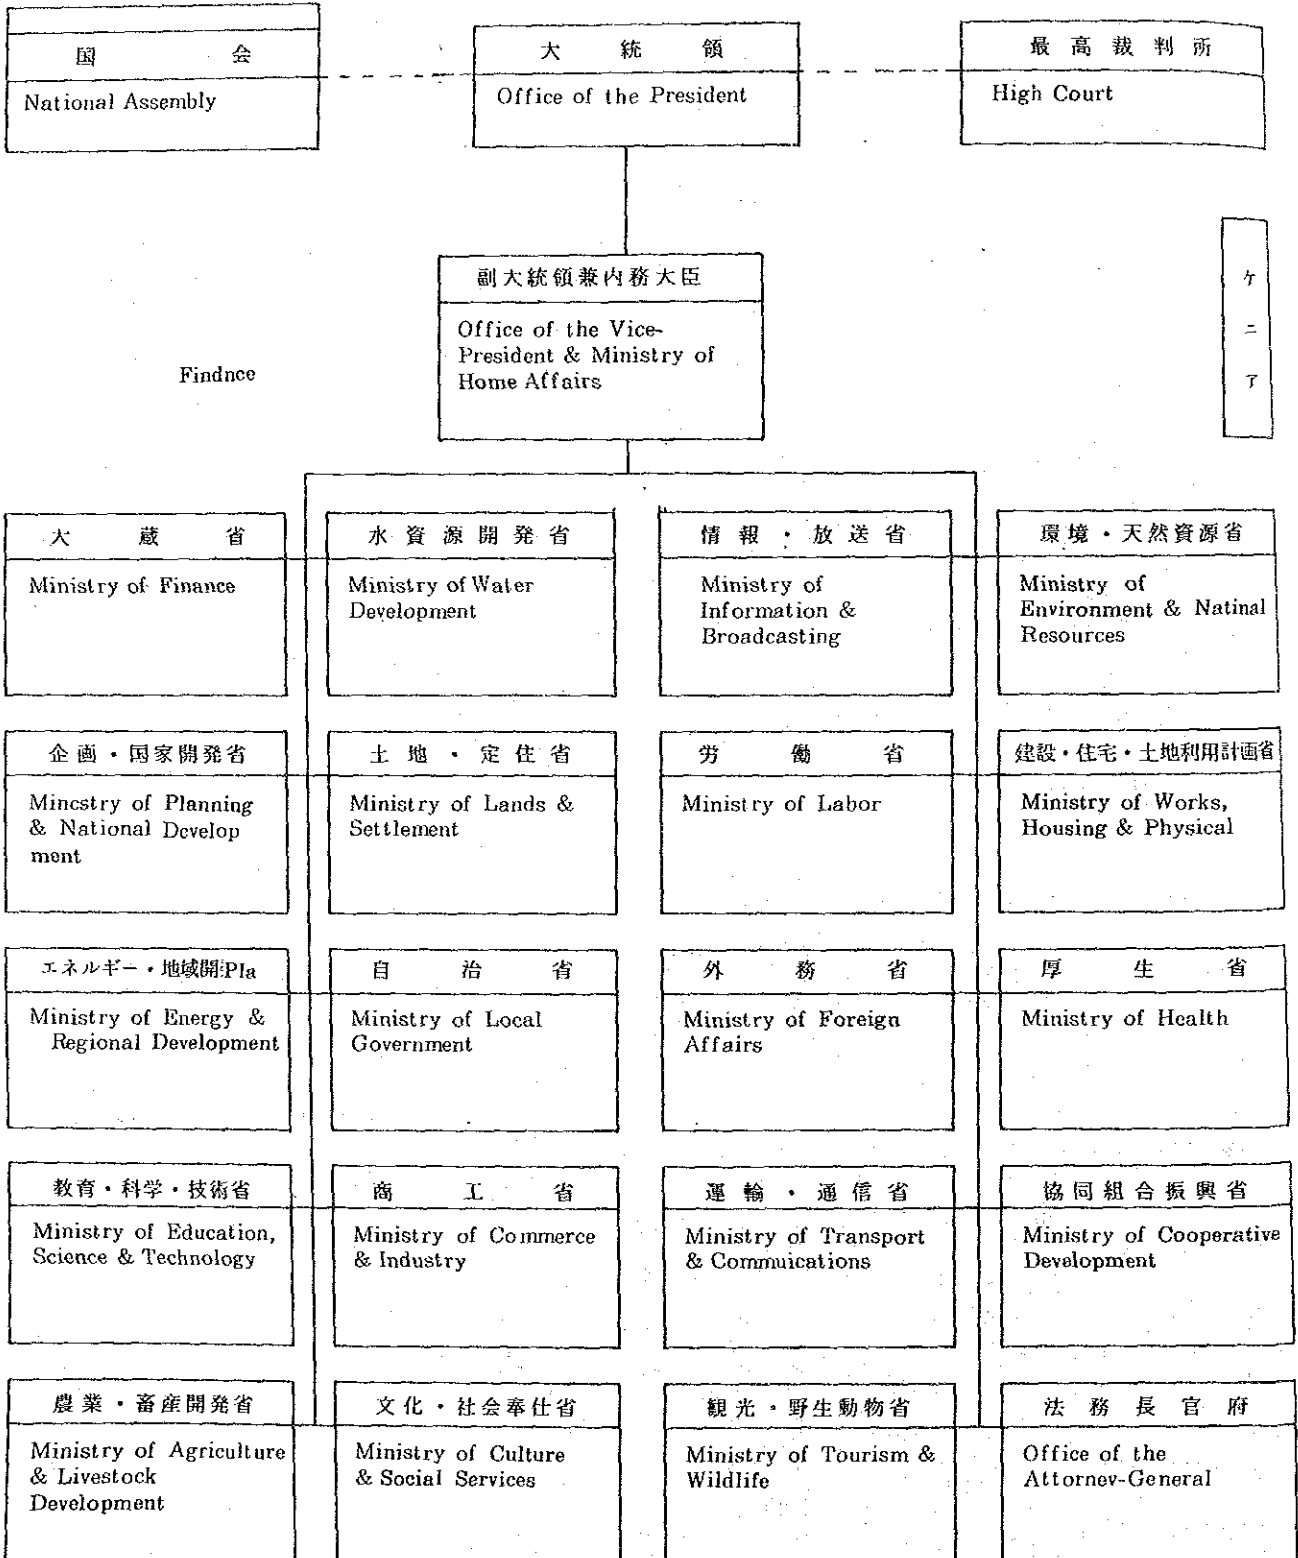 国会
National Assembly
大統領
Office of the President
最高裁判所
High Court
ケニア
副大統領兼内務大臣
Office of the Vice-
President & Ministry of
Home Affairs
Findnce
大蔵省
Ministry of Finance
水資源開発省
Ministry of Water
Development
情報・放送省
Ministry of
Information &
Broadcasting
環境・天然資源省
Ministry of
Environment & Natinal
Resources
企画・国家開発省
Mincstry of Planning
& National Develop
ment
土地・定住省
Ministry of Lands &
Settlement
労働省
Ministry of Labor
建設・住宅・土地利用計画省
Ministry of Works,
Housing & Physical
エネルギー・地域開発Pla
Ministry of Energy &
Regional Development
自治省
Ministry of Local
Government
外務省
Ministry of Foreign
Affairs
厚生省
Ministry of Health
教育・科学・技術省
Ministry of Education,
Science & Technology
商工省
Ministry of Commerce
& Industry
運輸・通信省
Ministry of Transport
& Commuications
協同組合振興省
Ministry of Cooperative
Development
農業・畜産開発省
Ministry of Agriculture
& Livestock
Development
文化・社会奉仕省
Ministry of Culture
& Social Services
観光・野生動物省
Ministry of Tourism &
Wildlife
法務長官府
Office of the
Attornev-General